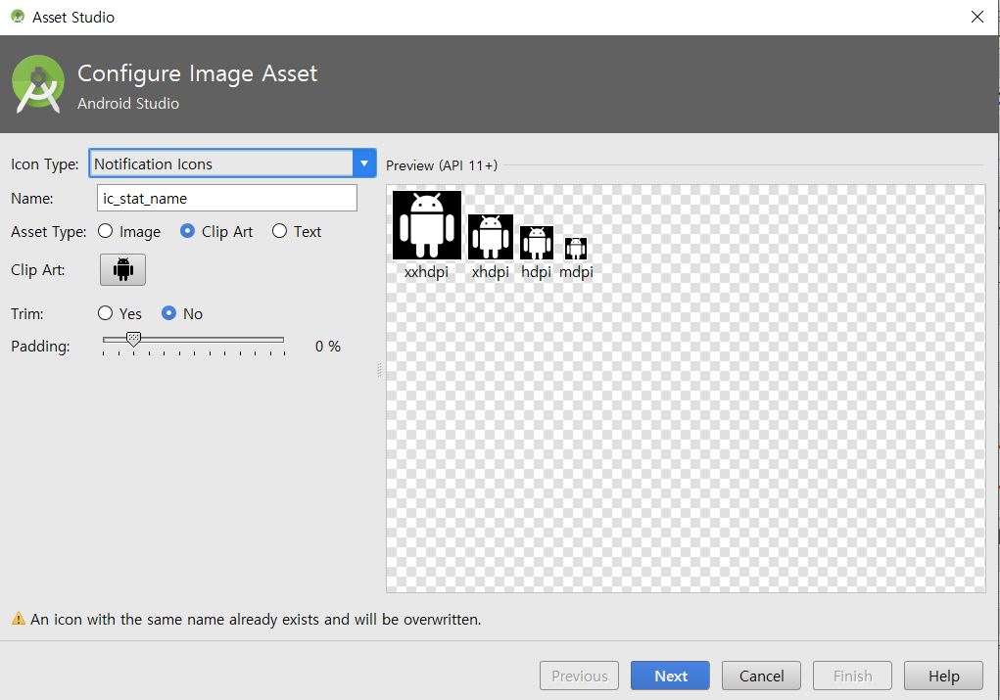 Asset Studio
Configure Image Asset
Android Studio
Icon Type: Notification Icons
Name: ic_stat_name
Asset Type: Image Clip Art Text
Clip Art:
Trim: Yes No
Padding: 0 %
Preview (API 11+)
xxhdpi xhdpi hdpi mdpi
An icon with the same name already exists and will be overwritten.
Previous Next Cancel Finish Help